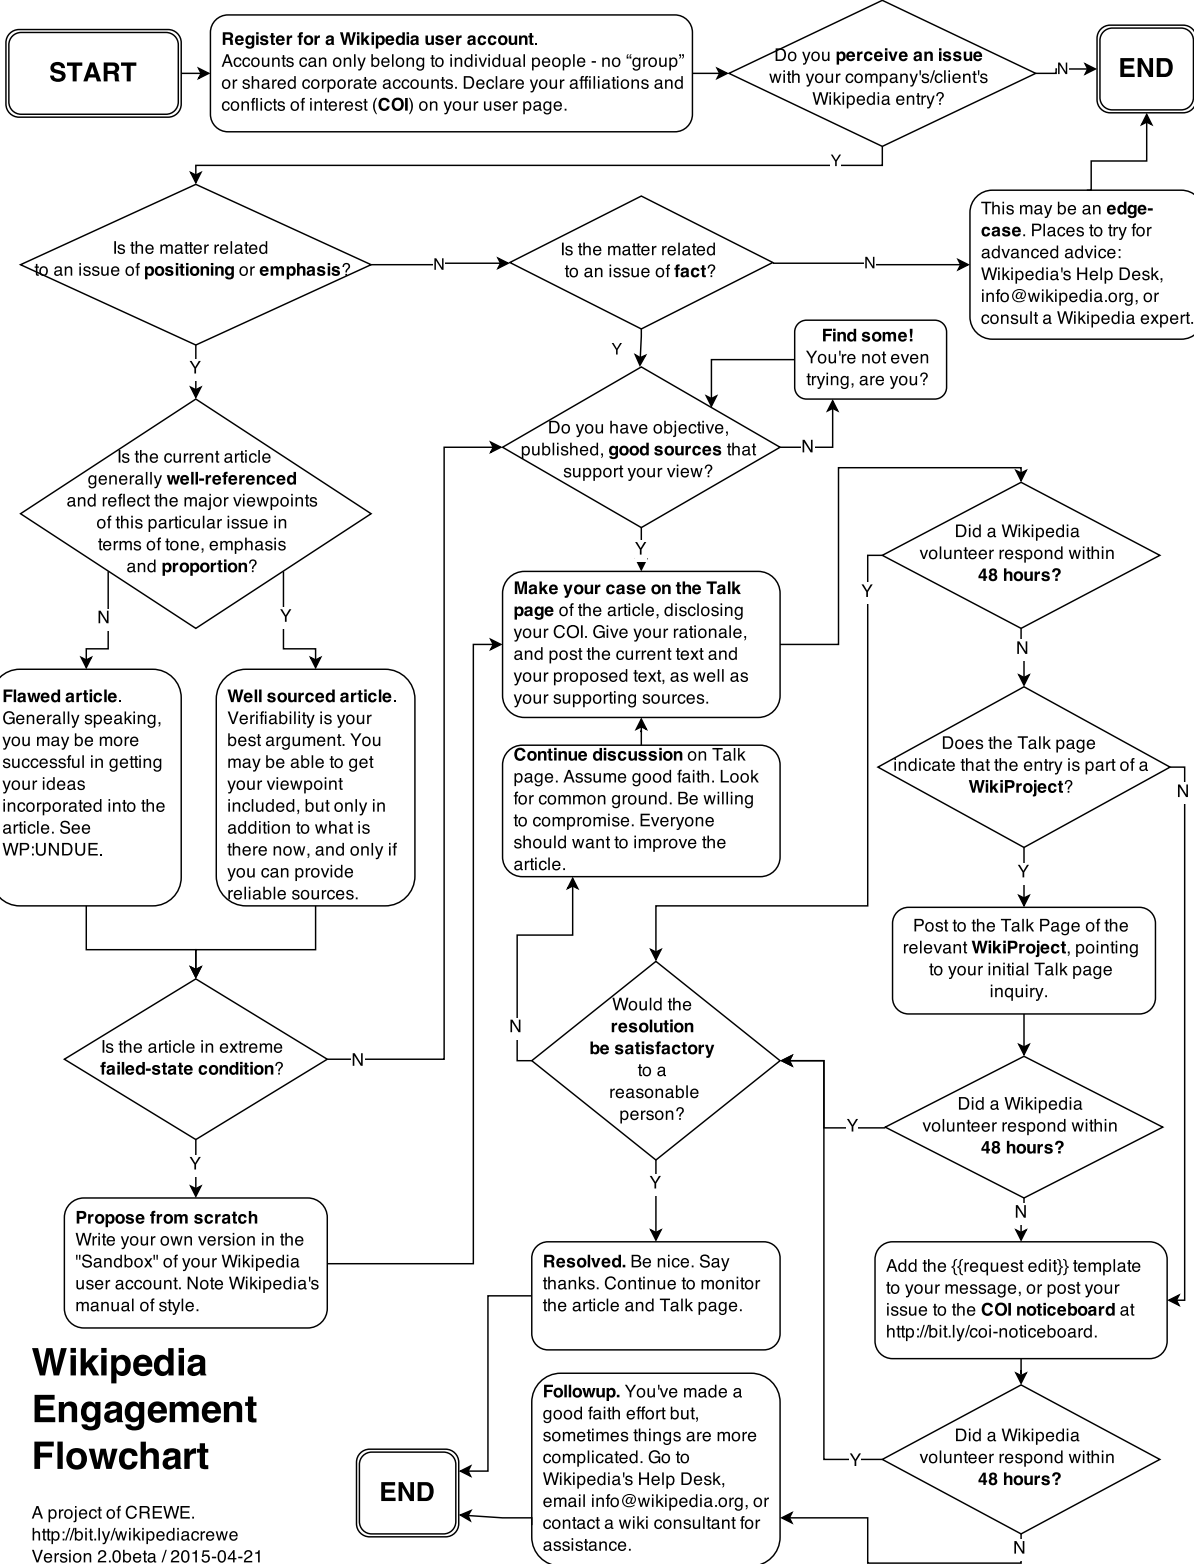 START
Register for a Wikipedia user account.
Accounts can only belong to individual people - no “group”
or shared corporate accounts. Declare your affiliations and
conflicts of interest (COI) on your user page.
Do you perceive an issue
with your company's/client's
Wikipedia entry?
N
END
Y
Is the matter related
to an issue of positioning or emphasis?
N
Is the matter related
to an issue of fact?
N
This may be an edge-
case. Places to try for
advanced advice:
Wikipedia's Help Desk,
info@wikipedia.org, or
consult a Wikipedia expert.
Y
Y
Find some!
You're not even
trying, are you?
Is the current article
generally well-referenced
and reflect the major viewpoints
of this particular issue in
terms of tone, emphasis
and proportion?
Do you have objective,
published, good sources that
support your view?
N
Y
Did a Wikipedia
volunteer respond within
48 hours?
Y
N
N
Y
Make your case on the Talk
page of the article, disclosing
your COI. Give your rationale,
and post the current text and
your proposed text, as well as
your supporting sources.
Flawed article.
Generally speaking,
you may be more
successful in getting
your ideas
incorporated into the
article. See
WP:UNDUE.
Well sourced article.
Verifiability is your
best argument. You
may be able to get
your viewpoint
included, but only in
addition to what is
there now, and only if
you can provide
reliable sources.
Continue discussion on Talk
page. Assume good faith. Look
for common ground. Be willing
to compromise. Everyone
should want to improve the
article.
Does the Talk page
indicate that the entry is part of a
WikiProject?
N
Y
Post to the Talk Page of the
relevant WikiProject, pointing
to your initial Talk page
inquiry.
Is the article in extreme
failed-state condition?
N
N
Would the
resolution
be satisfactory
to a
reasonable
person?
Y
Did a Wikipedia
volunteer respond within
48 hours?
Y
Y
N
Propose from scratch
Write your own version in the
"Sandbox" of your Wikipedia
user account. Note Wikipedia's
manual of style.
Resolved. Be nice. Say
thanks. Continue to monitor
the article and Talk page.
Add the {{request edit}} template
to your message, or post your
issue to the COI noticeboard at
http://bit.ly/coi-noticeboard.
Wikipedia
Engagement
Flowchart
Followup. You've made a
good faith effort but,
sometimes things are more
complicated. Go to
Wikipedia's Help Desk,
email info@wikipedia.org, or
contact a wiki consultant for
assistance.
Did a Wikipedia
volunteer respond within
48 hours?
Y
N
END
A project of CREWE.
http://bit.ly/wikipediacrewe
Version 2.0beta / 2015-04-21